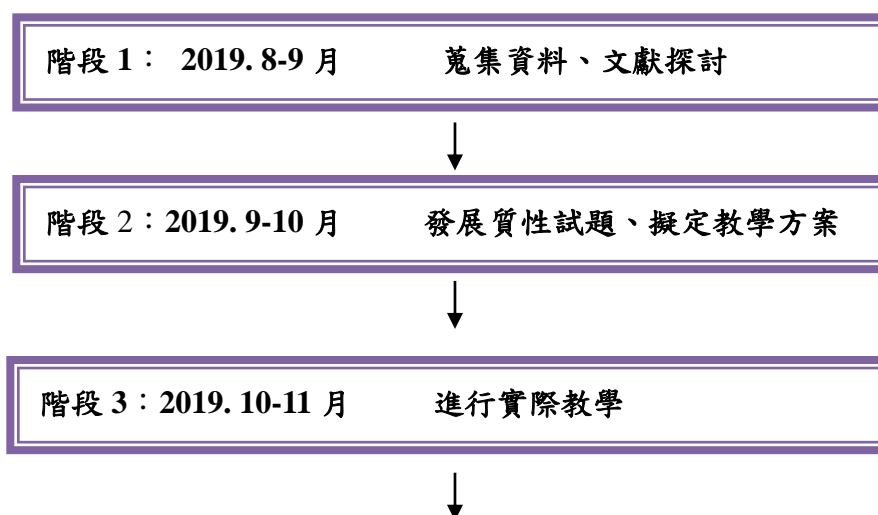 階段 1： 2019. 8-9 月 蒐集資料、文獻探討
階段 2：2019. 9-10 月 發展質性試題、擬定教學方案
階段 3：2019. 10-11 月 進行實際教學